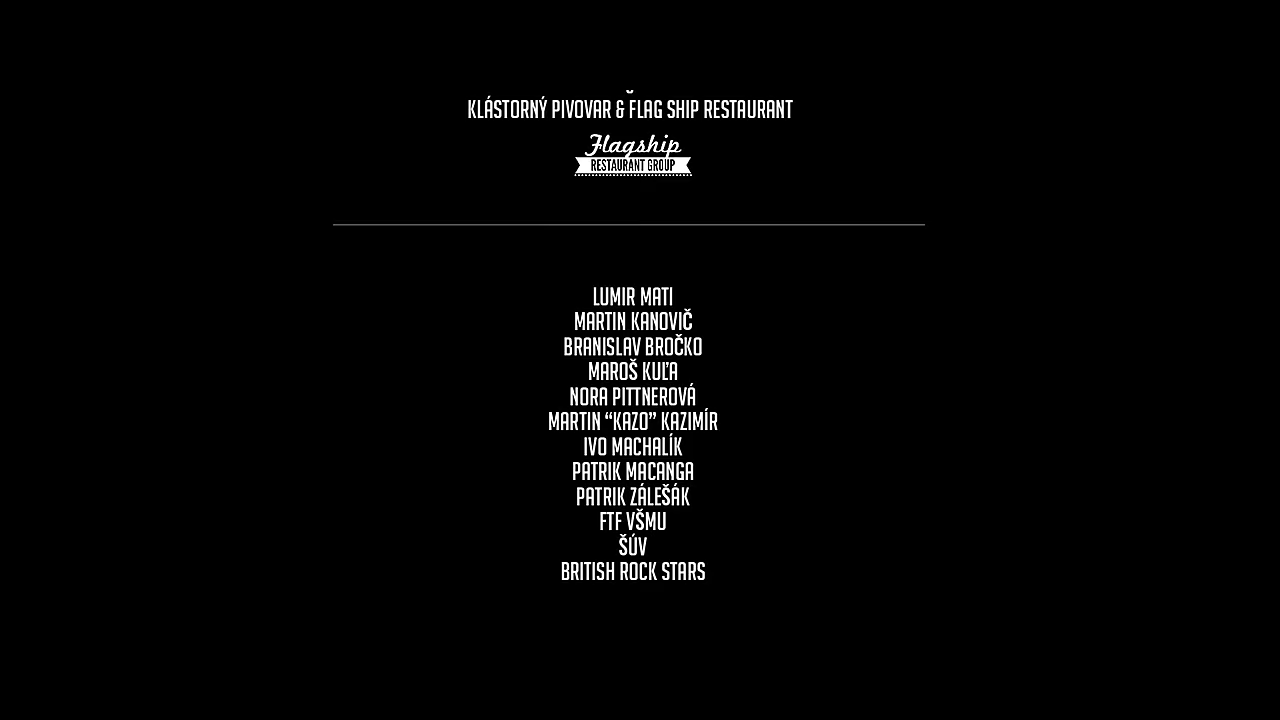 KLÁSTORNÝ PIVOVAR & FLAG SHIP RESTAURANT
Flagship
RESTAURANT GROUP
LUMIR MATI
MARTIN KANOVIČ
BRANISLAV BROČKO
MAROŠ KUĽA
NORA PITTNEROVÁ
MARTIN “KAZO” KAZIMÍR
IVO MACHALÍK
PATRIK MACANGA
PATRIK ZÁLEŠÁK
FTF VŠMU
ŠÚV
BRITISH ROCK STARS